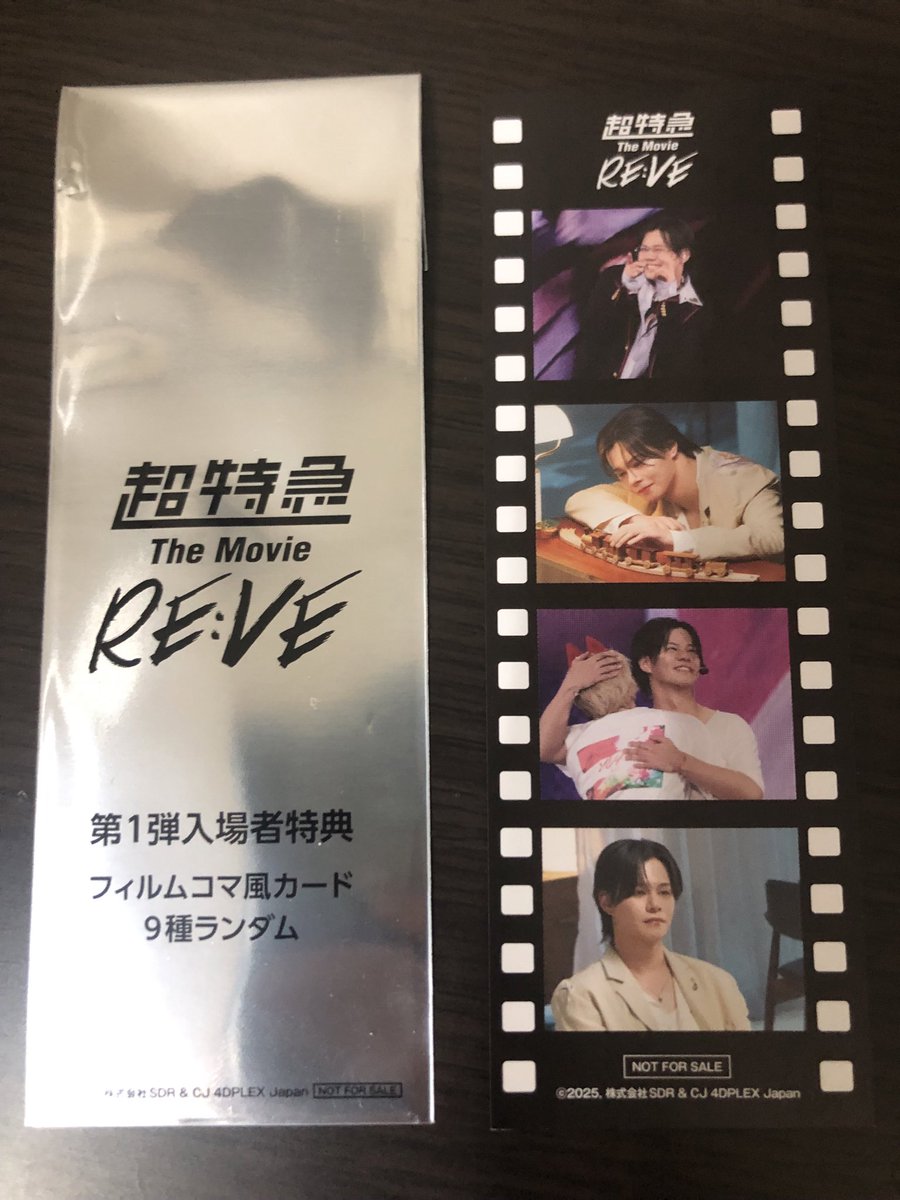 超特急
The Movie
RE:VE
第1弾入場者特典
フィルムコマ風カード
9種ランダム
株式会社SDR & CJ 4DPLEX Japan NOT FOR SALE
超特急
The Movie
RE:VE
NOT FOR SALE
©2025. 株式会社SDR & CJ 4DPLEX Japan